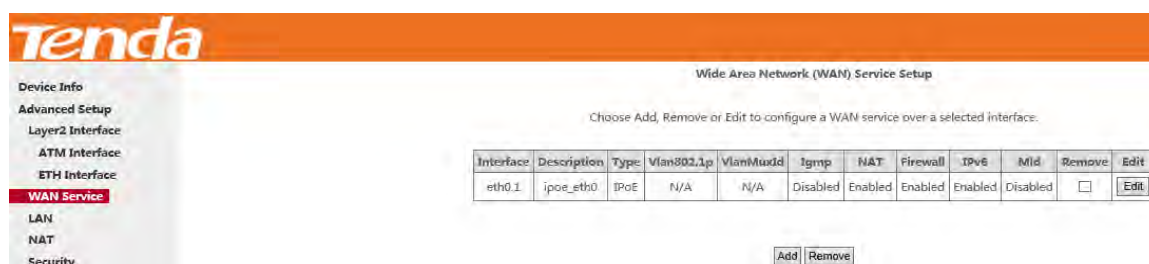 Tenda
Wide Area Network (WAN) Service Setup
Device Info
Advanced Setup
Choose Add, Remove or Edit to configure a WAN service over a selected interface.
Layer2 Interface
ATM Interface
ETH Interface
WAN Service
LAN
NAT
Security
Interface Description Type Vlan802.1p VlanMuxId Igmp NAT Firewall IPv6 Mld Remove Edit
eth0.1 ipoe_eth0 IPoE N/A N/A Disabled Enabled Enabled Enabled Disabled Edit
Add Remove